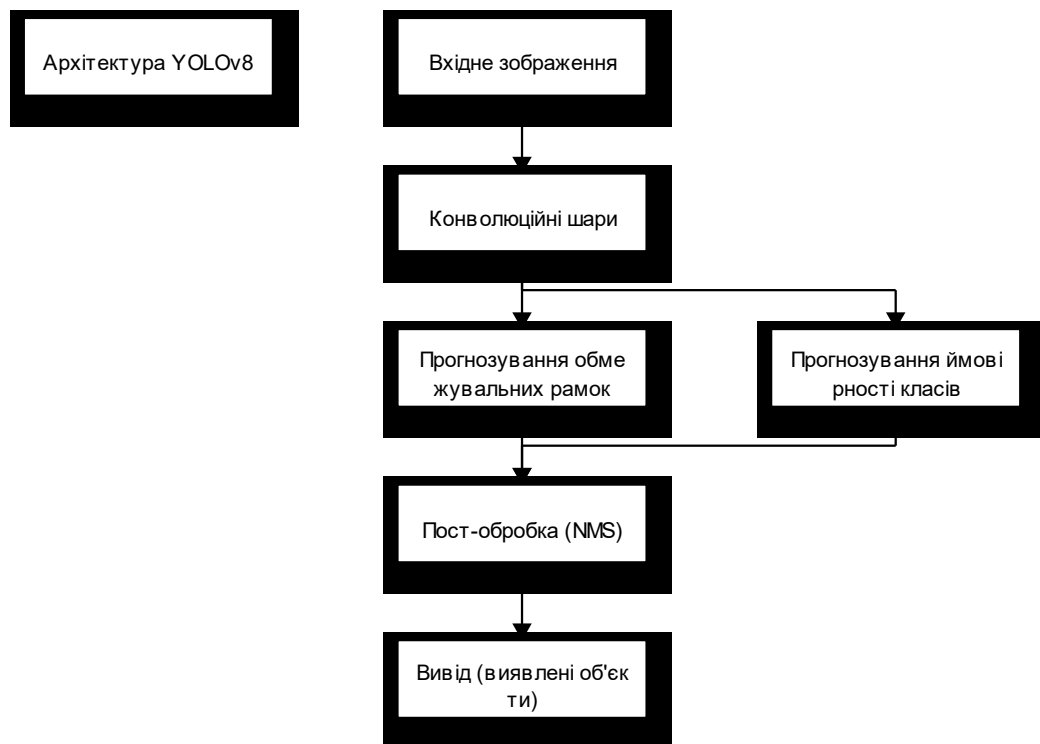 Архітектура YOLOv8
Вхідне зображення
Конволюційні шари
Прогнозування обме
жувальних рамок
Прогнозування ймові
рності класів
Пост-обробка (NMS)
Вивід (виявлені об'єк
ти)